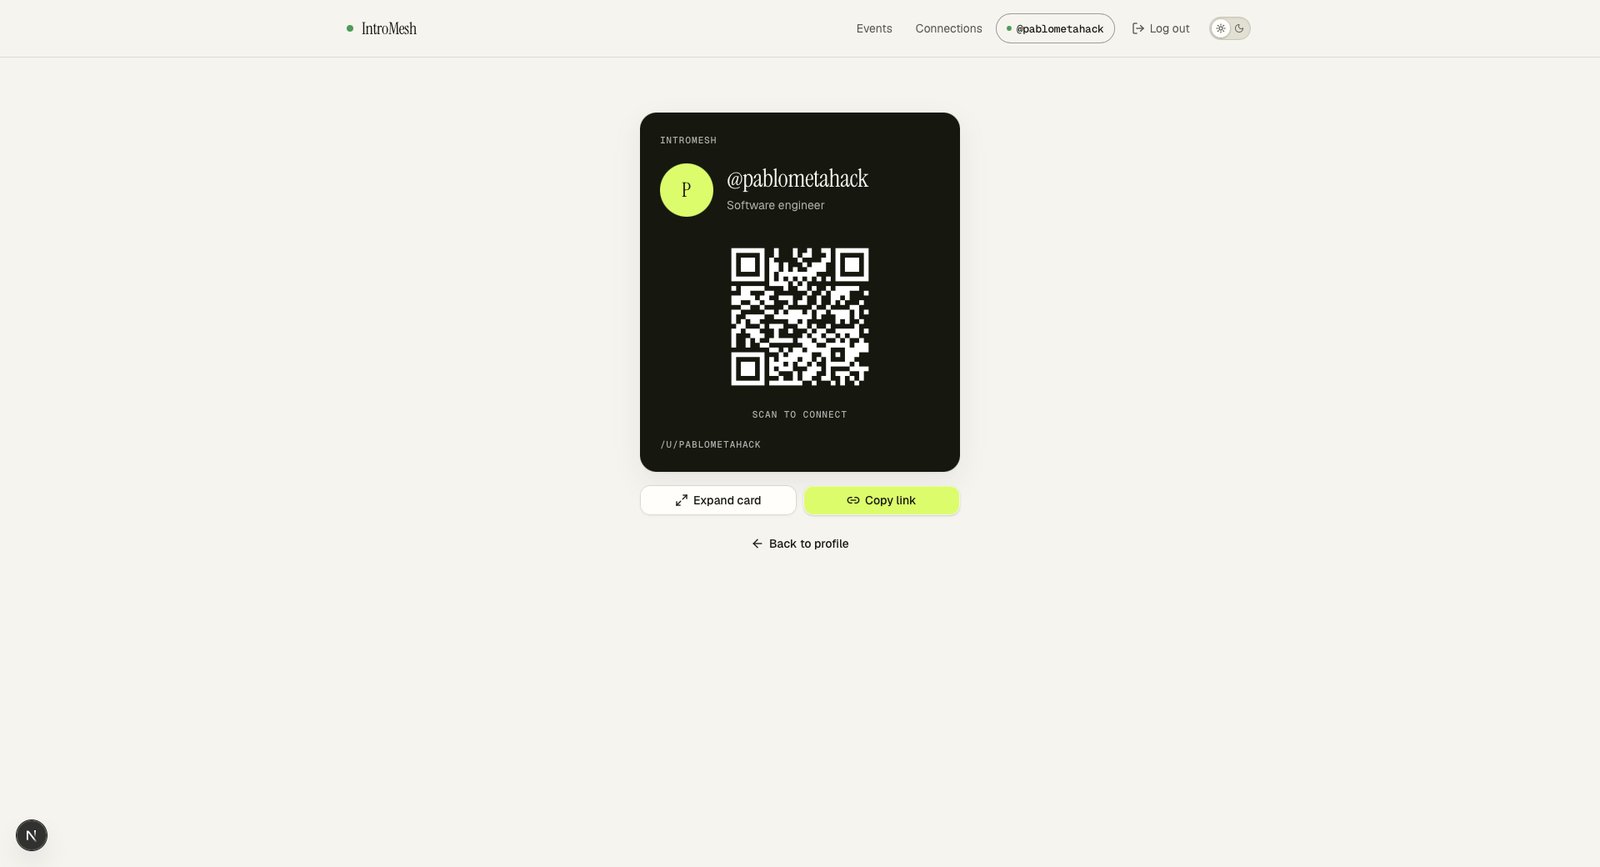 IntroMesh
Events
Connections
@pablometahack
Log out
INTROMESH
P
@pablometahack
Software engineer
SCAN TO CONNECT
/U/PABLOMETAHACK
Expand card
Copy link
Back to profile
N